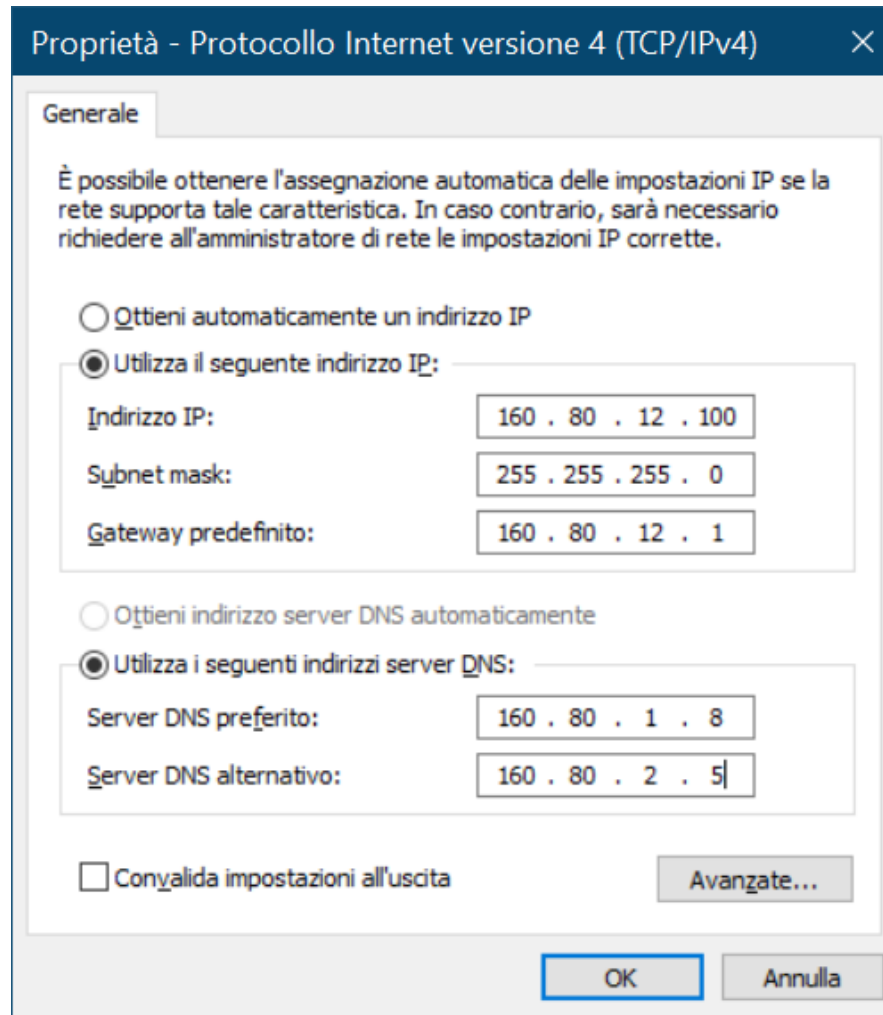 Proprietà - Protocollo Internet versione 4 (TCP/IPv4)
Generale
È possibile ottenere l'assegnazione automatica delle impostazioni IP se la
rete supporta tale caratteristica. In caso contrario, sarà necessario
richiedere all'amministratore di rete le impostazioni IP corrette.
Ottieni automaticamente un indirizzo IP
Utilizza il seguente indirizzo IP:
Indirizzo IP: 160 . 80 . 12 . 100
Subnet mask: 255 . 255 . 255 . 0
Gateway predefinito: 160 . 80 . 12 . 1
Ottieni indirizzo server DNS automaticamente
Utilizza i seguenti indirizzi server DNS:
Server DNS preferito: 160 . 80 . 1 . 8
Server DNS alternativo: 160 . 80 . 2 . 5
Convalida impostazioni all'uscita Avanzate...
OK Annulla